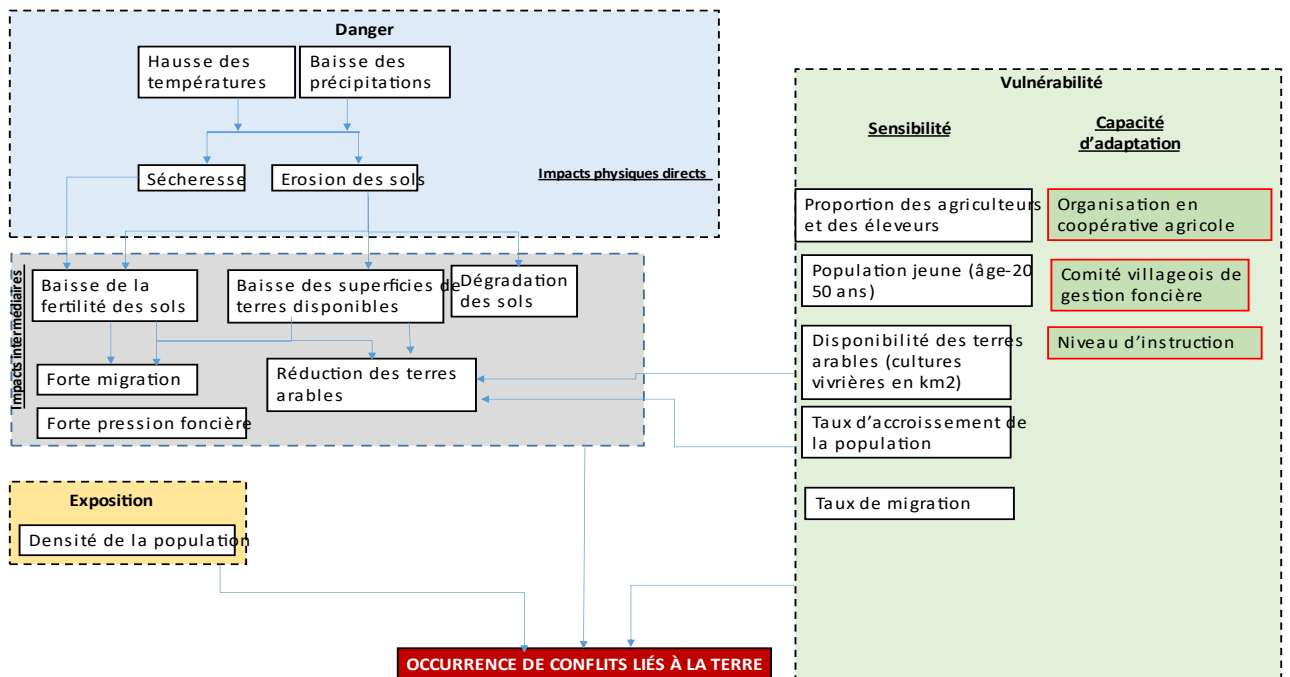 Danger
Hausse des
températures
Baisse des
précipitations
Sécheresse
Erosion des sols
Impacts physiques directs
Impacts intermédiaires
Baisse de la
fertilité des sols
Baisse des superficies de
terres disponibles
Dégradation
des sols
Forte migration
Réduction des terres
arables
Forte pression foncière
Exposition
Densité de la population
OCCURRENCE DE CONFLITS LIÉS À LA TERRE
Vulnérabilité
Sensibilité
Capacité
d’adaptation
Proportion des agriculteurs
et des éleveurs
Organisation en
coopérative agricole
Population jeune (âge-20
50 ans)
Comité villageois de
gestion foncière
Disponibilité des terres
arables (cultures
vivrières en km2)
Niveau d’instruction
Taux d’accroissement de
la population
Taux de migration